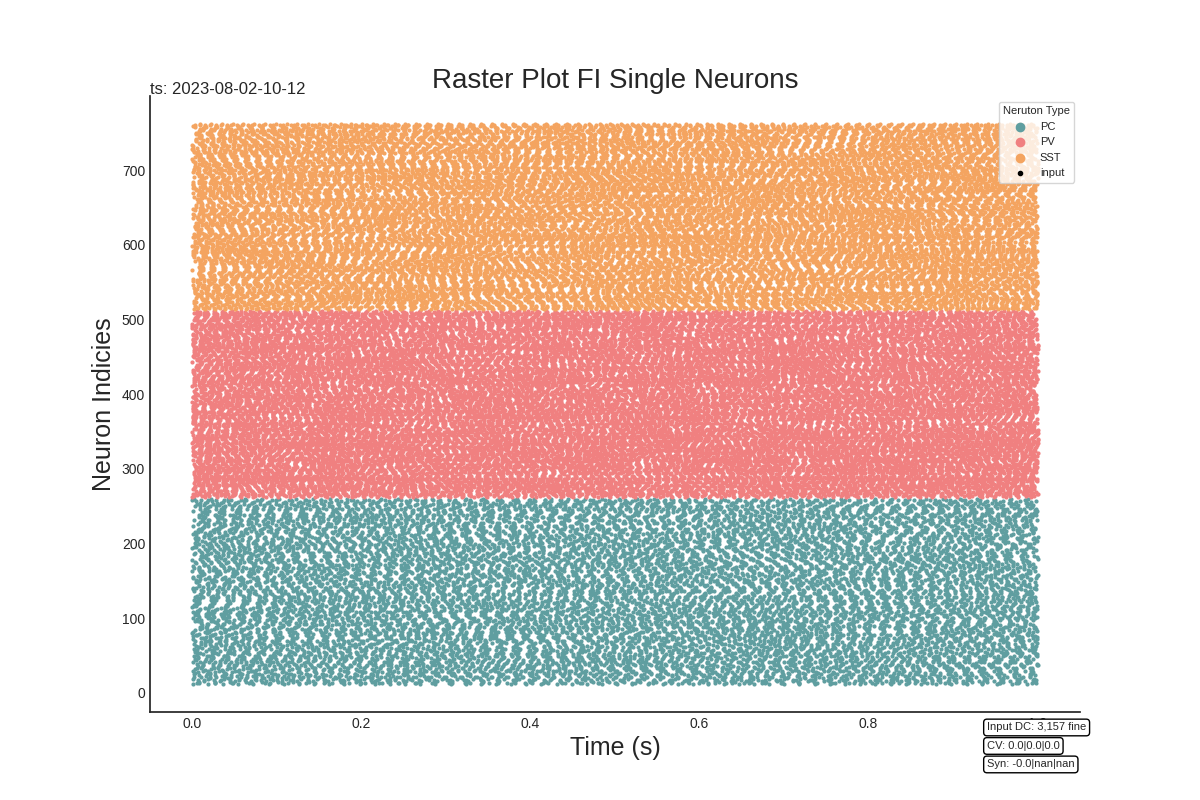 Raster Plot FI Single Neurons
ts: 2023-08-02-10-12
Neruton Type
PC
PV
SST
input
Neuron Indicies
700
600
500
400
300
200
100
0
0.0
0.2
0.4
0.6
0.8
Time (s)
Input DC: 3,157 fine
CV: 0.0|0.0|0.0
Syn: -0.0|nan|nan